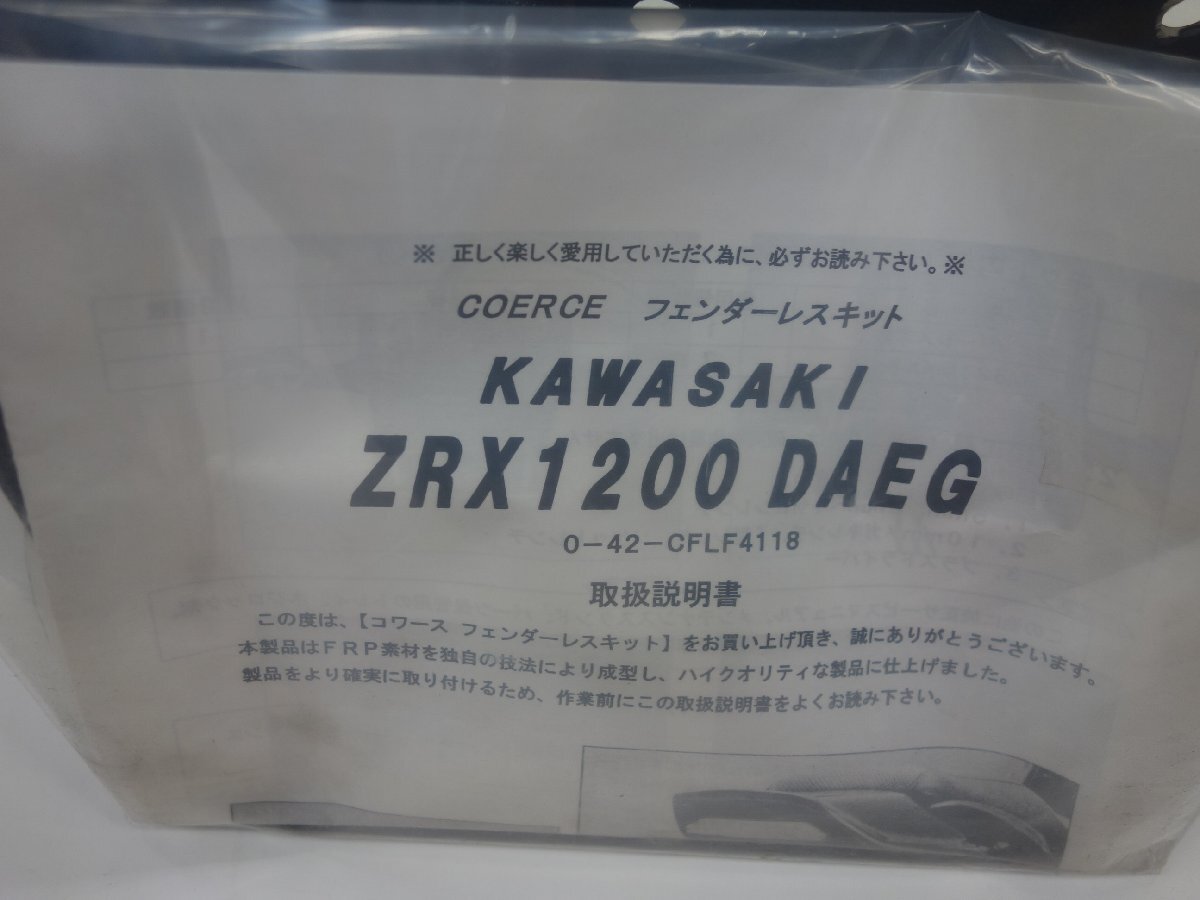 ※ 正しく楽しく愛用していただく為に、必ずお読み下さい。※
COERCE フェンダーレスキット
KAWASAKI
ZRX1200 DAEG
0-42-CFLF4118
取扱説明書
この度は、【コワース フェンダーレスキット】をお買い上げ頂き、誠にありがとうございます。
本製品はFRP素材を独自の技法により成型し、ハイクオリティな製品に仕上げました。
製品をより確実に取り付けるため、作業前にこの取扱説明書をよくお読み下さい。